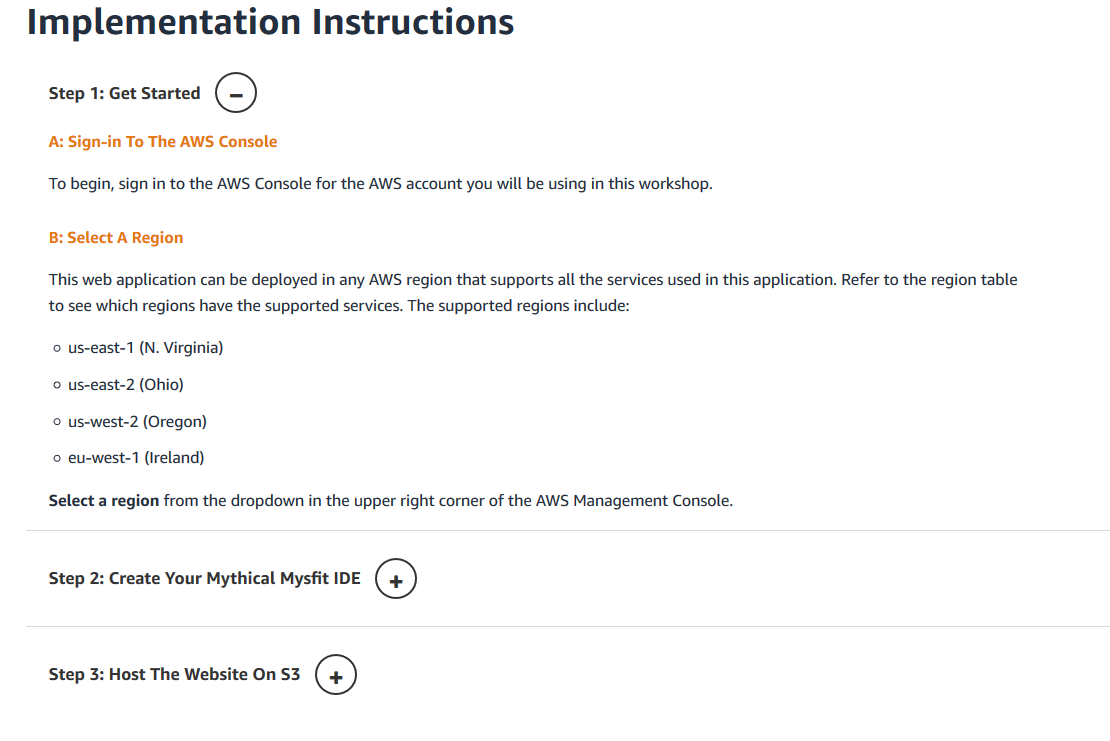 Implementation Instructions
Step 1: Get Started
A: Sign-in To The AWS Console
To begin, sign in to the AWS Console for the AWS account you will be using in this workshop.
B: Select A Region
This web application can be deployed in any AWS region that supports all the services used in this application. Refer to the region table
to see which regions have the supported services. The supported regions include:
us-east-1 (N. Virginia)
us-east-2 (Ohio)
us-west-2 (Oregon)
eu-west-1 (Ireland)
Select a region from the dropdown in the upper right corner of the AWS Management Console.
Step 2: Create Your Mythical Mysfit IDE
Step 3: Host The Website On S3